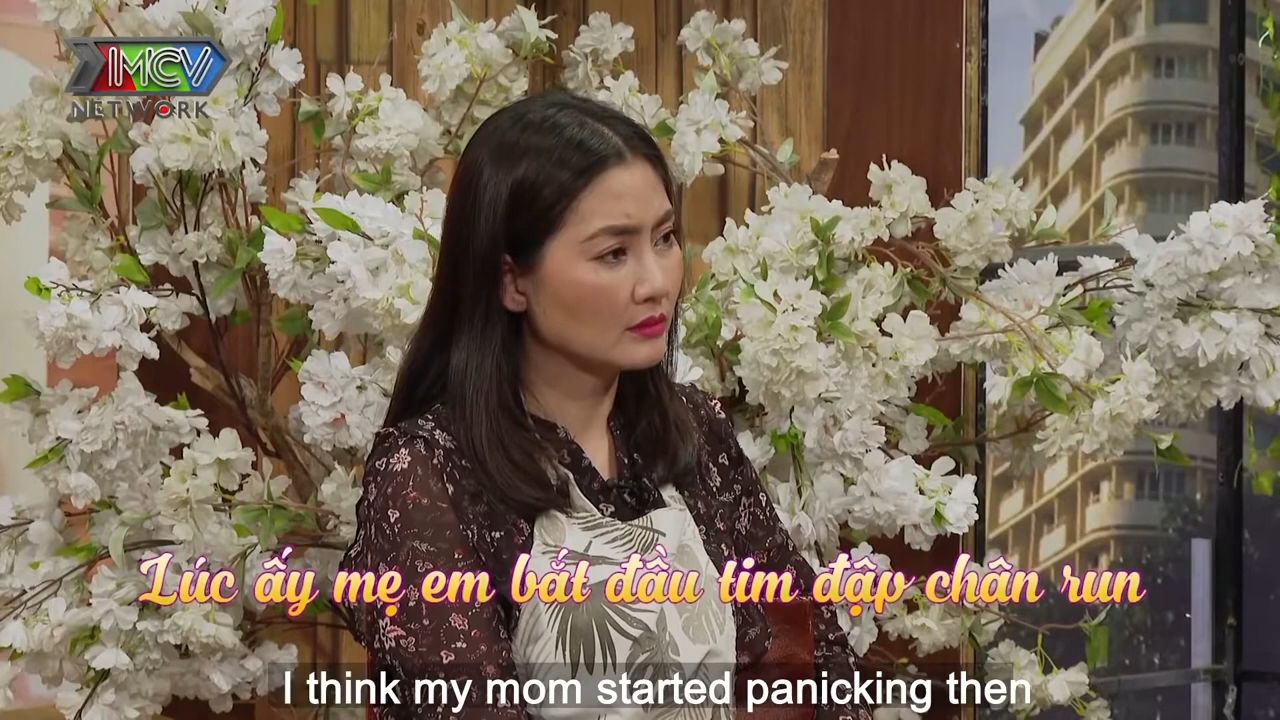 MCV
NETWORK
Lúc ấy mẹ em bắt đầu tim đập chân run
I think my mom started panicking then